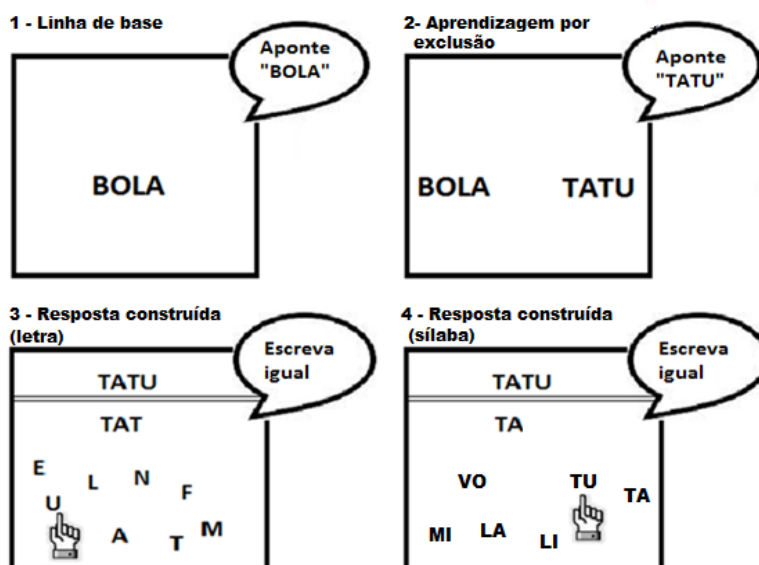 1 - Linha de base
Aponte
"BOLA"
BOLA
2- Aprendizagem por
exclusão
Aponte
"TATU"
BOLA TATU
3 - Resposta construída
(letra)
Escreva
igual
TATU
TAT
E L N F
U A T M
4 - Resposta construída
(sílaba)
Escreva
igual
TATU
TA
VO TU TA
MI LA LI